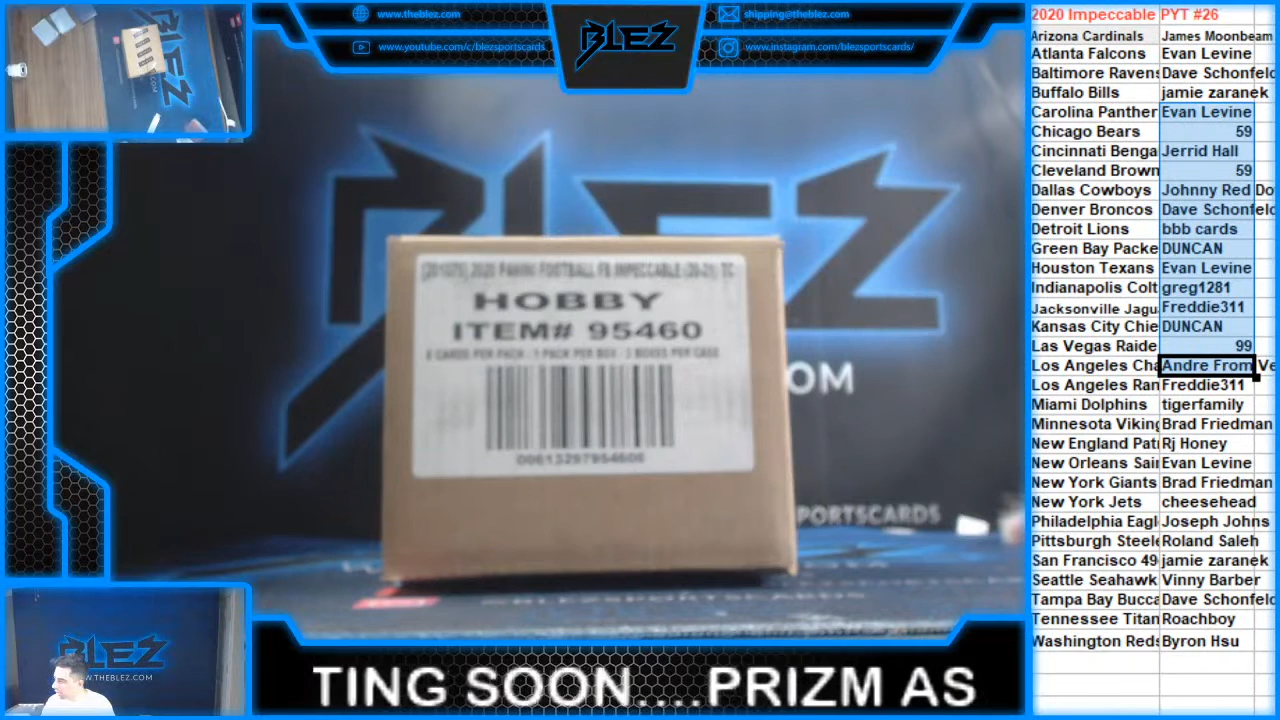 www.theblez.com
www.youtube.com/c/blezsportscards
BLEZ
shipping@theblez.com
www.instagram.com/blezsportscards/
2020 PANINI FOOTBALL FB IMPECCABLE (20-21) TC
HOBBY
ITEM# 95460
CARDS PER PACK - 1 PACK PER BOX - 3 BOXES PER CASE
BLEZ
.COM
SPORTSCARDS
BLEZ
WWW.THEBLEZ.COM
TING SOON....PRIZM AS
2020 Impeccable PYT #26
Arizona Cardinals James Moonbeam
Atlanta Falcons Evan Levine
Baltimore Ravens Dave Schonfeld
Buffalo Bills jamie zaranek
Carolina Panther Evan Levine
Chicago Bears 59
Cincinnati Benga Jerrid Hall
Cleveland Brown 59
Dallas Cowboys Johnny Red Do
Denver Broncos Dave Schonfeld
Detroit Lions bbb cards
Green Bay Packe DUNCAN
Houston Texans Evan Levine
Indianapolis Colt greg1281
Jacksonville Jagu Freddie311
Kansas City Chie DUNCAN
Las Vegas Raide 99
Los Angeles Cha Andre From Ve
Los Angeles Ran Freddie311
Miami Dolphins tigerfamily
Minnesota Viking Brad Friedman
New England Pat Rj Honey
New Orleans Sai Evan Levine
New York Giants Brad Friedman
New York Jets cheesehead
Philadelphia Eagl Joseph Johns
Pittsburgh Steele Roland Saleh
San Francisco 49 jamie zaranek
Seattle Seahawk Vinny Barber
Tampa Bay Bucca Dave Schonfeld
Tennessee Titan Roachboy
Washington Reds Byron Hsu